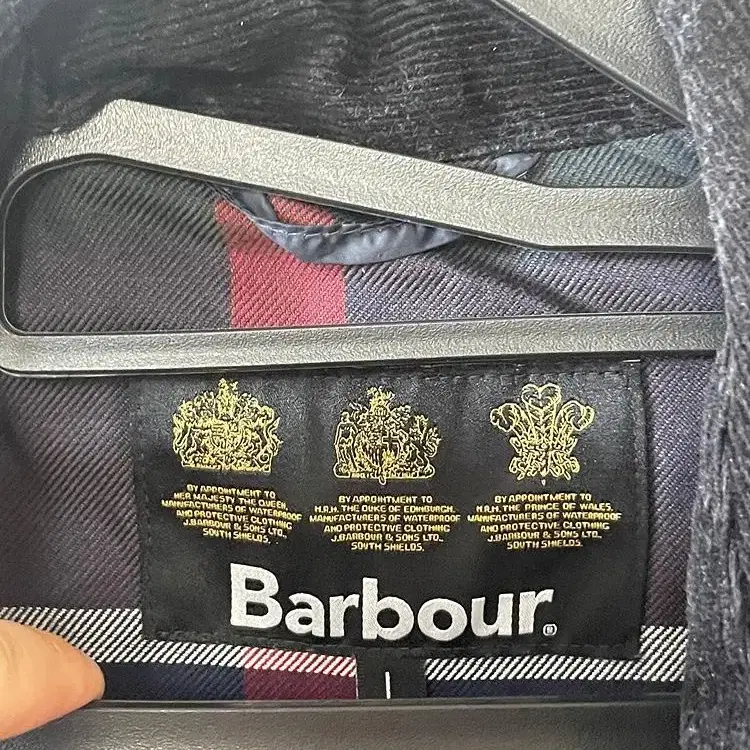 BY APPOINTMENT TO
HER MAJESTY THE QUEEN,
MANUFACTURERS OF WATERPROOF
AND PROTECTIVE CLOTHING
J.BARBOUR & SONS LTD.,
SOUTH SHIELDS.
BY APPOINTMENT TO
H.R.H. THE DUKE OF EDINBURGH,
MANUFACTURERS OF WATERPROOF
AND PROTECTIVE CLOTHING
J.BARBOUR & SONS LTD.,
SOUTH SHIELDS.
BY APPOINTMENT TO
H.R.H. THE PRINCE OF WALES,
MANUFACTURERS OF WATERPROOF
AND PROTECTIVE CLOTHING
J.BARBOUR & SONS LTD.,
SOUTH SHIELDS.
Barbour®